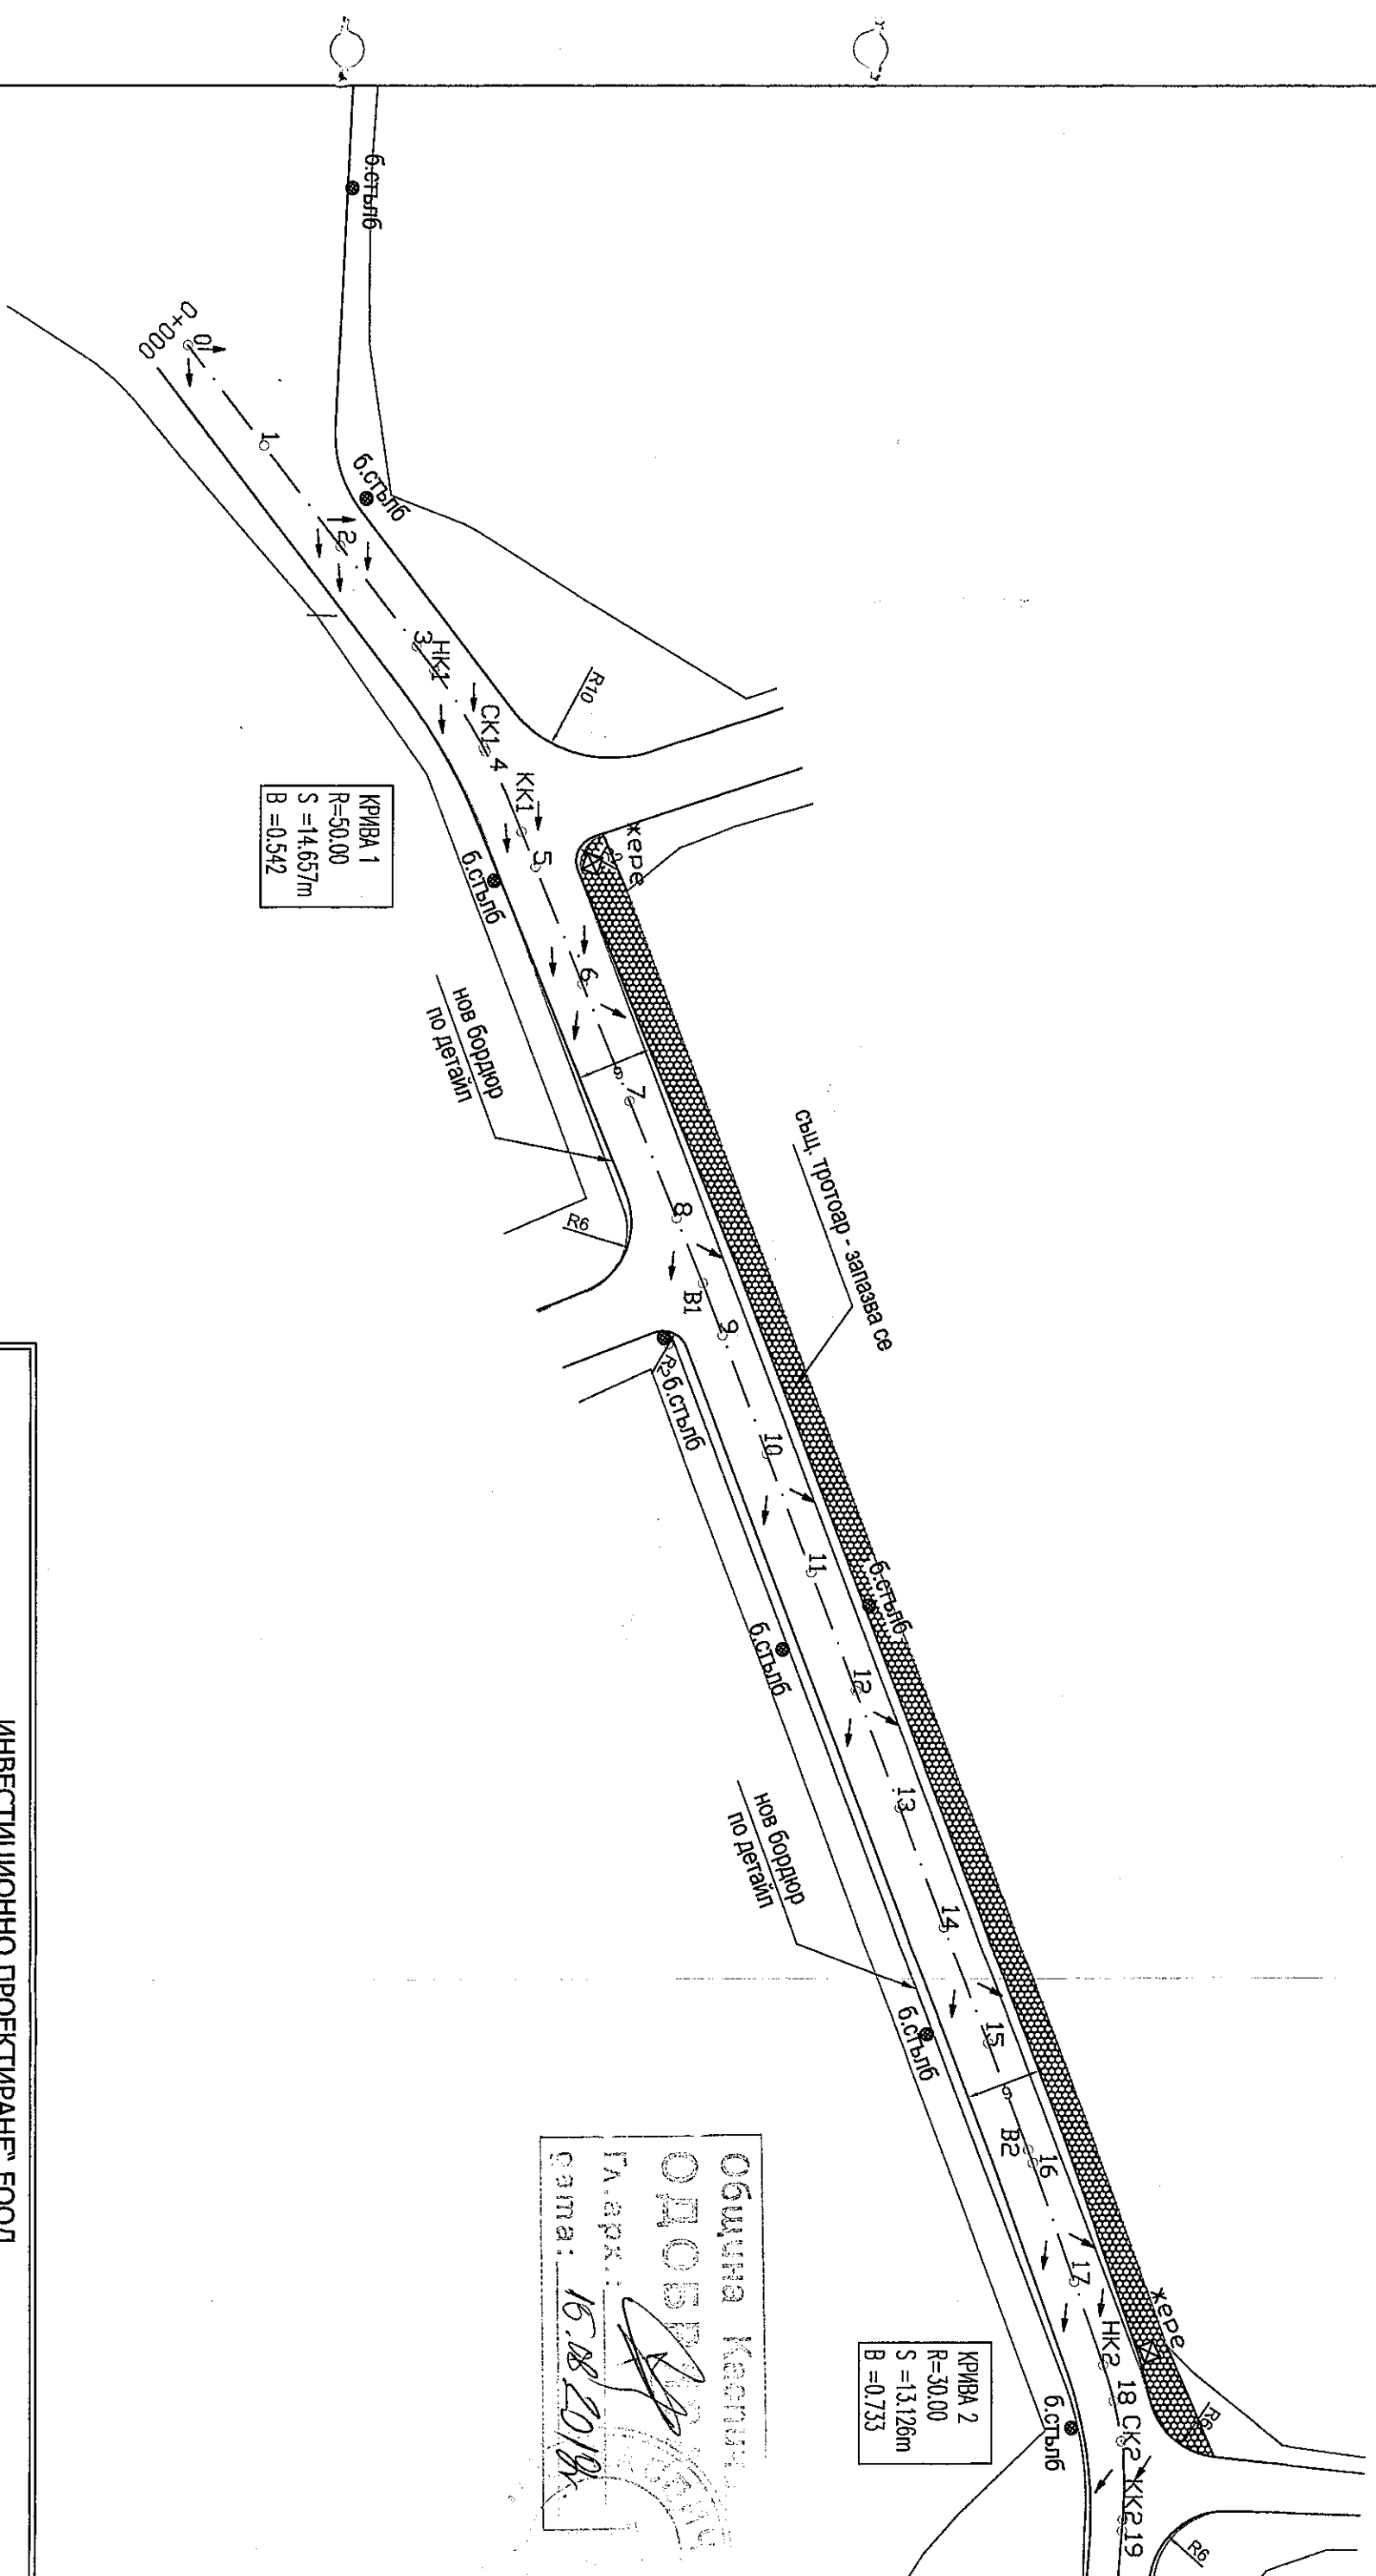 б.стълб
0+000
0
1
б.стълб
2
3
НК1
R10
СК1
4
КК1
5
жере
б.стълб
КРИВА 1
R=50.00
S =14.657m
B =0.542
6
7
нов бордюр
по детайл
R6
8
В1
9
същ. тротоар - запазва се
R2
б.стълб
10
11
б.стълб
б.стълб
12
13
нов бордюр
по детайл
14
15
б.стълб
В2
16
17
НК2
18
СК2
КК2
19
жере
R6
R6
б.стълб
КРИВА 2
R=30.00
S =13.126m
B =0.733
Община
Гл.арх.:
дата: 16.08.2018г.
ИНВЕСТИЦИОННО ПРОЕКТИРАНЕ" ЕООД